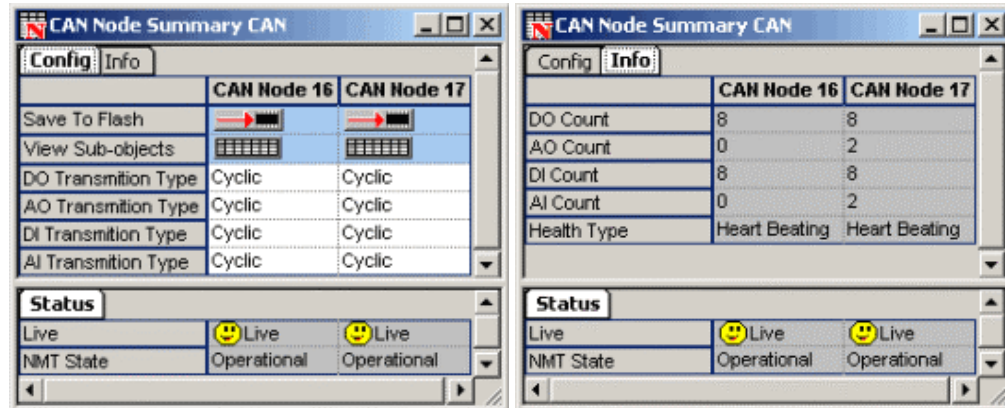 CAN Node Summary CAN
Config Info
CAN Node 16 CAN Node 17
Save To Flash
View Sub-objects
DO Transmition Type Cyclic Cyclic
AO Transmition Type Cyclic Cyclic
DI Transmition Type Cyclic Cyclic
AI Transmition Type Cyclic Cyclic
Status
Live Live Live
NMT State Operational Operational
CAN Node Summary CAN
Config Info
CAN Node 16 CAN Node 17
DO Count 8 8
AO Count 0 2
DI Count 8 8
AI Count 0 2
Health Type Heart Beating Heart Beating
Status
Live Live Live
NMT State Operational Operational